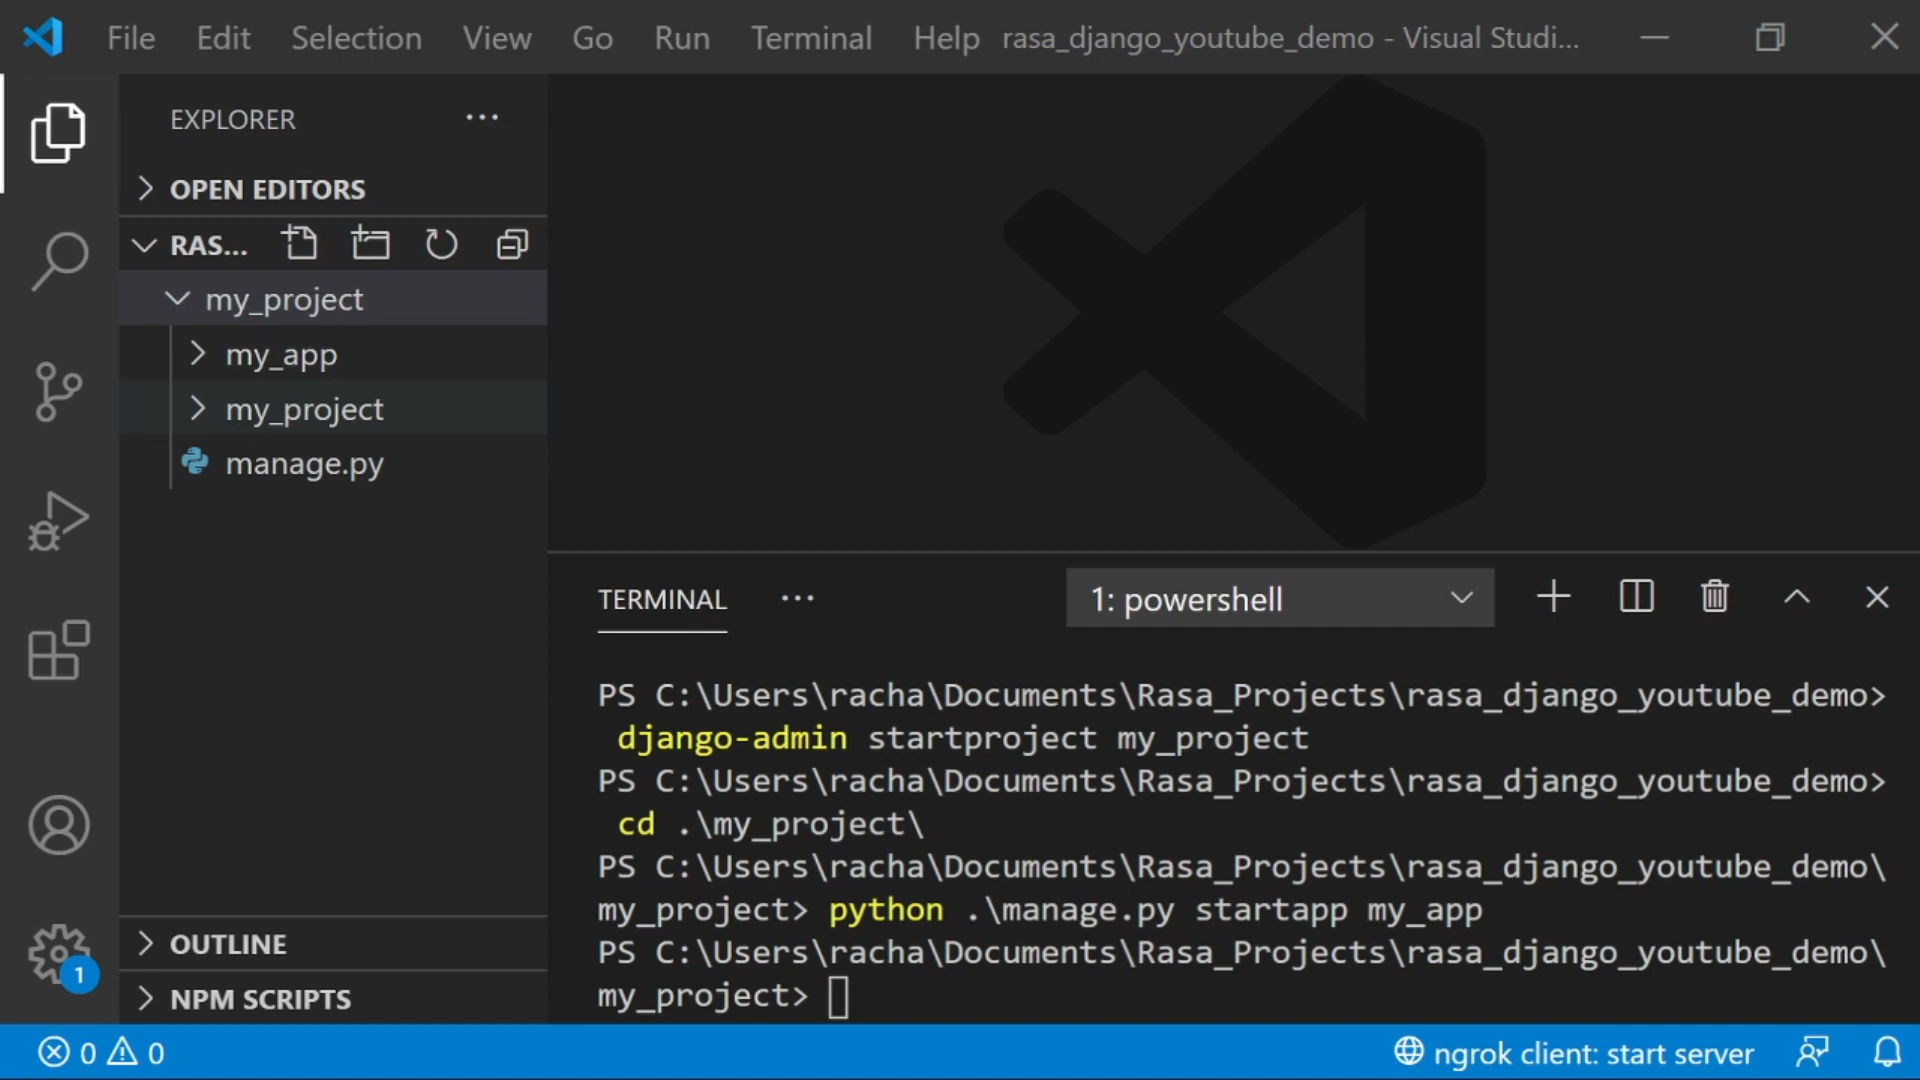 File Edit Selection View Go Run Terminal Help rasa_django_youtube_demo - Visual Studi...
EXPLORER ...
OPEN EDITORS
RAS...
my_project
my_app
my_project
manage.py
OUTLINE
NPM SCRIPTS
TERMINAL ... 1: powershell
PS C:\Users\racha\Documents\Rasa_Projects\rasa_django_youtube_demo>
django-admin startproject my_project
PS C:\Users\racha\Documents\Rasa_Projects\rasa_django_youtube_demo>
cd .\my_project\
PS C:\Users\racha\Documents\Rasa_Projects\rasa_django_youtube_demo\
my_project> python .\manage.py startapp my_app
PS C:\Users\racha\Documents\Rasa_Projects\rasa_django_youtube_demo\
my_project>
1
0 0 ngrok client: start server